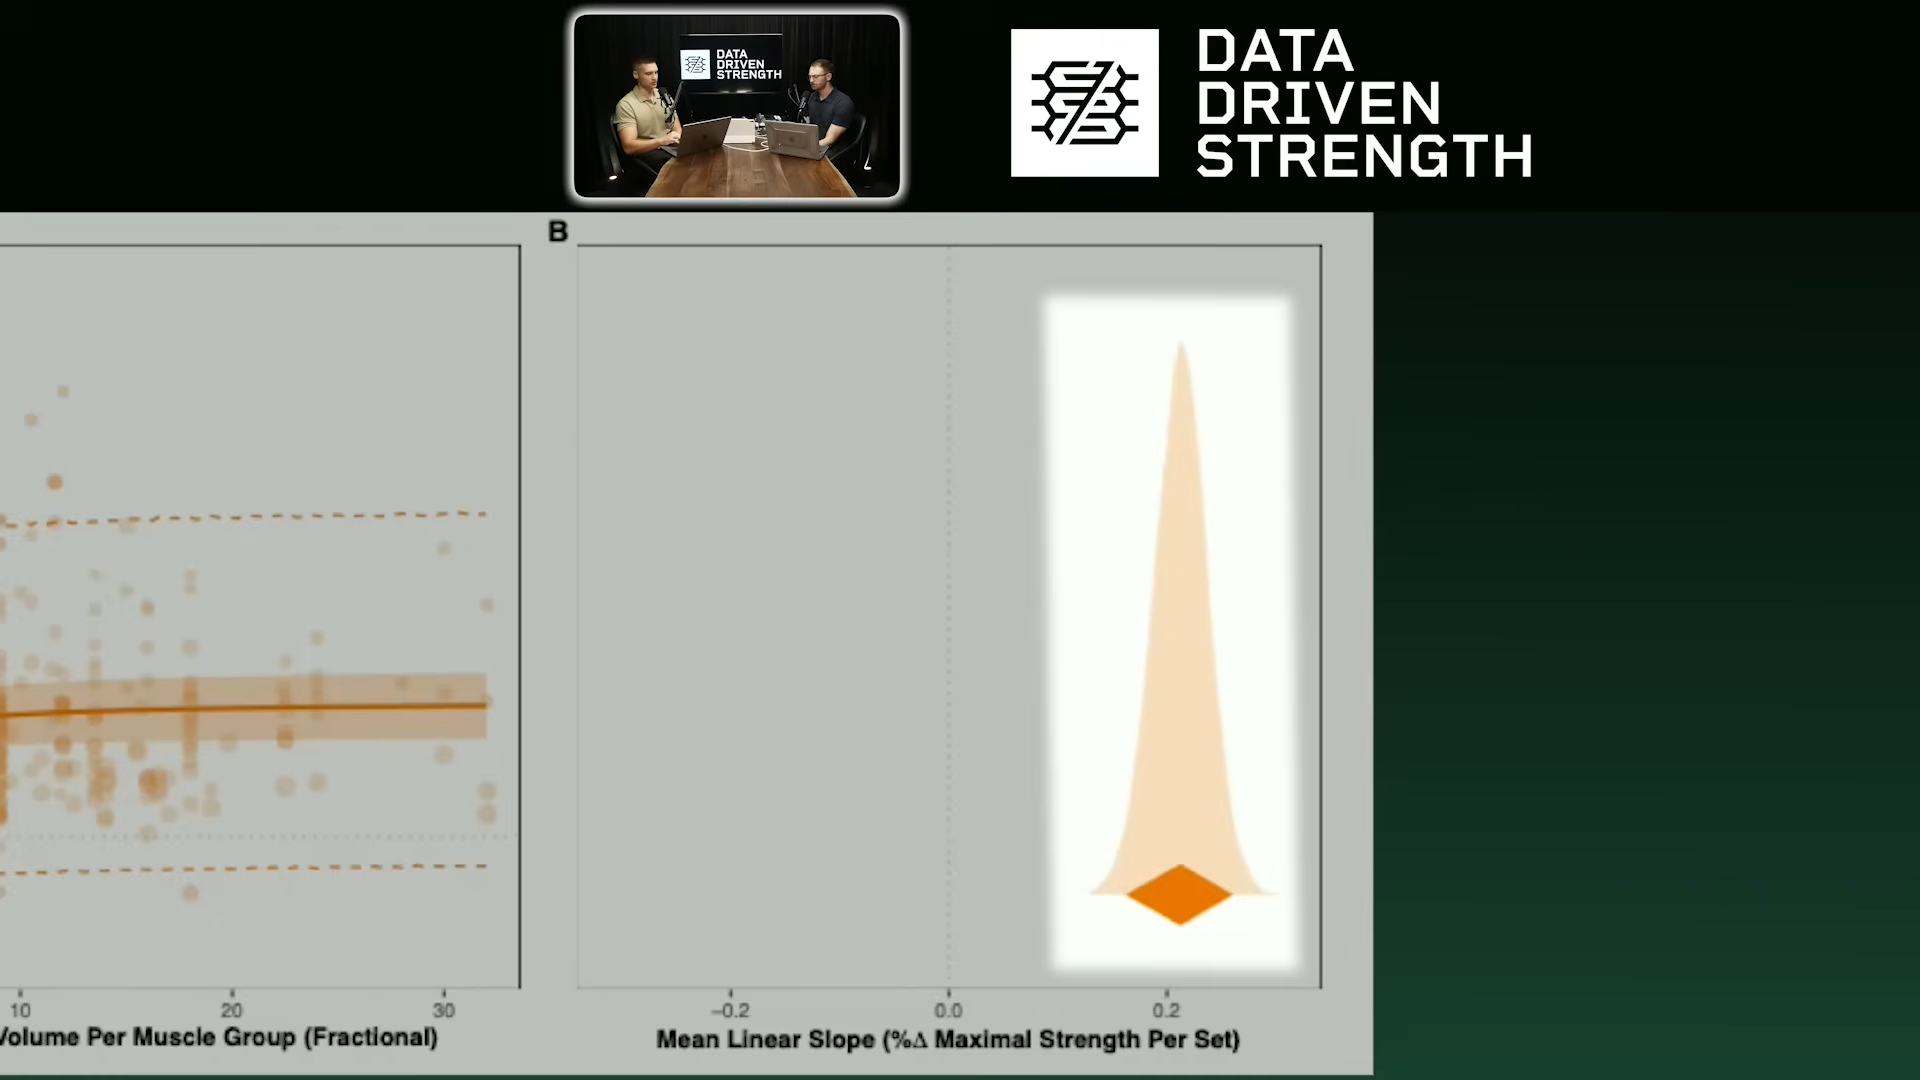 DATA
DRIVEN
STRENGTH
DATA
DRIVEN
STRENGTH
B
10
20
30
Volume Per Muscle Group (Fractional)
−0.2
0.0
0.2
Mean Linear Slope (%Δ Maximal Strength Per Set)